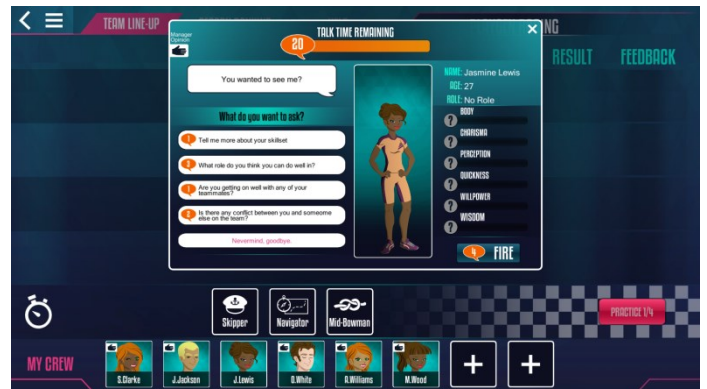 TEAM LINE-UP
NG
RESULT
FEEDBACK
Manager
Opinion
TALK TIME REMAINING
20
You wanted to see me?
What do you want to ask?
1 Tell me more about your skillset
What role do you think you can do well in?
1 Are you getting on well with any of your
teammates?
Is there any conflict between you and someome
else on the team?
Nevermind, goodbye.
NAME: Jasmine Lewis
AGE: 27
ROLE: No Role
BODY
?
CHARISMA
?
PERCEPTION
?
QUICKNESS
?
WILLPOWER
?
WISDOM
?
4 FIRE
Skipper
Navigator
Mid-Bowman
PRACTICE 1/4
MY CREW
S.Clarke
J.Jackson
J.Lewis
O.White
A.Williams
M.Wood